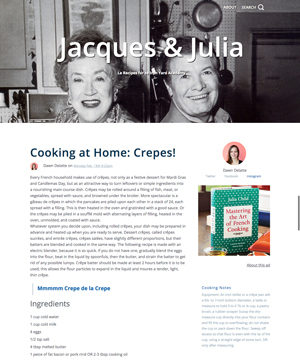 ABOUT SEARCH
Jacques & Julia
Le Recipes for at Yard Academy
Cooking at Home: Crepes!
Dawn DeVille on
Every French household makes use of crêpes, not only as a festive dessert for Mardi Gras
and Candlemas Day, but as an attractive way to turn leftovers or simple ingredients into
a nourishing main-course dish. Crêpes may be rolled around a filling of fish, meat, or
vegetables, spread with sauce, and browned under the broiler. More spectacular is a
gâteau de crêpes in which the pancakes are piled upon each other in a stack of 24, each
spread with a filling. This is then heated in the oven and garnished with a good sauce. Or
the crêpes may be placed in a soufflé mold with alternating layers of filling, heated in the
oven, unmolded, and coated with sauce.
Whatever system you decide upon, including rolled crêpes, your dish may be prepared in
advance and heated up when you are ready to serve. Dessert crêpes, called crêpes
sucrées, and entrée crêpes, crêpes salées, have slightly different proportions, but their
batters are blended and cooked in the same way. The following recipe is made with an
electric blender, because it is so quick. If you do not have one, gradually blend the eggs
into the flour, beat in the liquid by spoonfuls, then the butter, and strain the batter to get
rid of any possible lumps. Crêpe batter should be made at least 2 hours before it is to be
used; this allows the flour particles to expand in the liquid and insures a tender, light,
thin crêpe.
Mmmmm Crepe de la Crepe
Ingredients
1 cup cold water
1 cup cold milk
4 eggs
1/2 tsp salt
4 tbsp melted butter
1 piece of fat bacon or pork rind OR 2-3 tbsp cooking oil
Dawn DeVille
Twitter Facebook Instagram
Julia Child
Mastering the
Art of
French
Cooking
About this ad
Cooking Notes